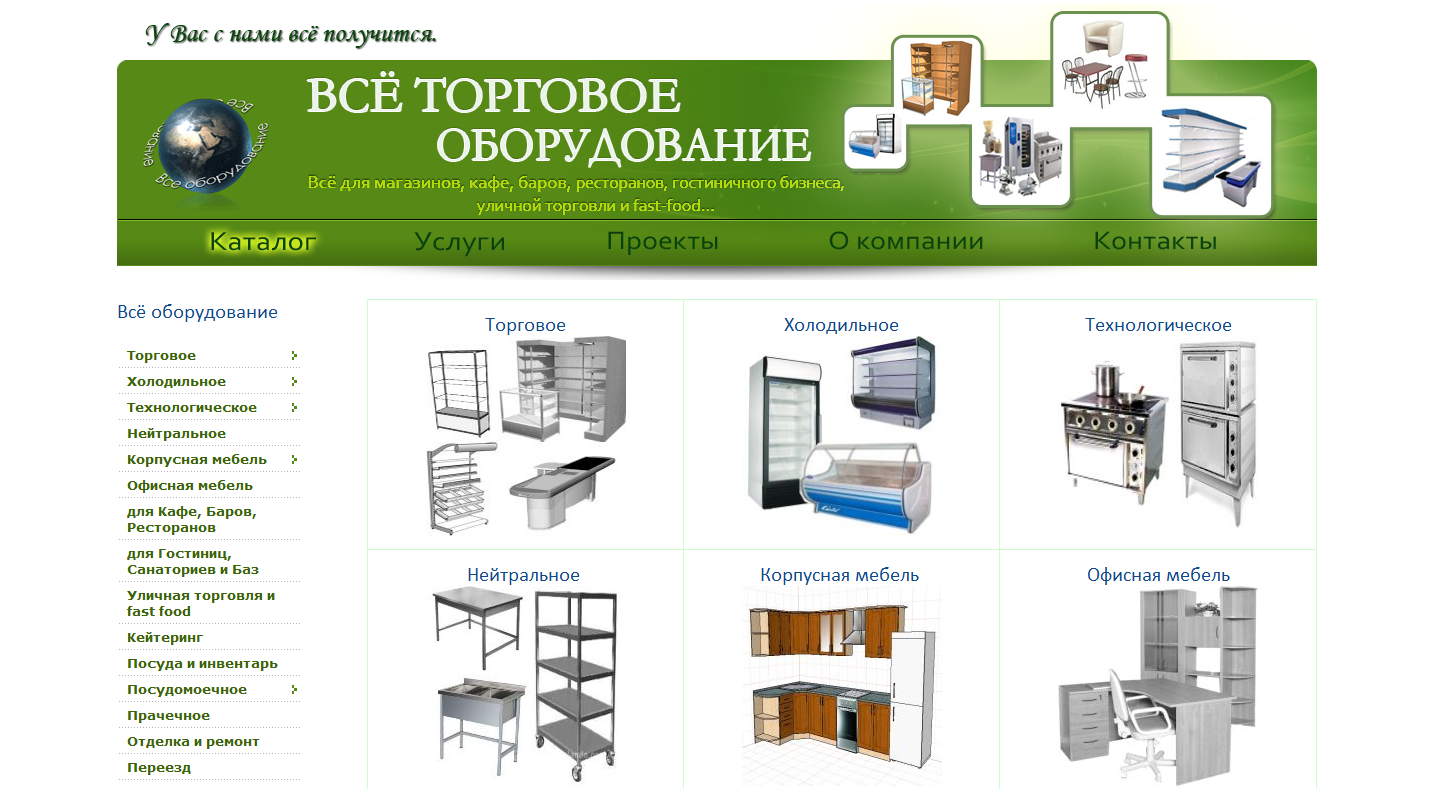 У Вас с нами всё получится.
ВСЁ ТОРГОВОЕ
ОБОРУДОВАНИЕ
Всё оборудование
Всё для магазинов, кафе, баров, ресторанов, гостиничного бизнеса,
уличной торговли и fast-food...
Каталог
Услуги
Проекты
О компании
Контакты
Всё оборудование
Торговое
Холодильное
Технологическое
Нейтральное
Корпусная мебель
Офисная мебель
для Кафе, Баров,
Ресторанов
для Гостиниц,
Санаториев и Баз
Уличная торговля и
fast food
Кейтеринг
Посуда и инвентарь
Посудомоечное
Прачечное
Отделка и ремонт
Переезд
Торговое
Холодильное
Технологическое
Нейтральное
Корпусная мебель
Офисная мебель